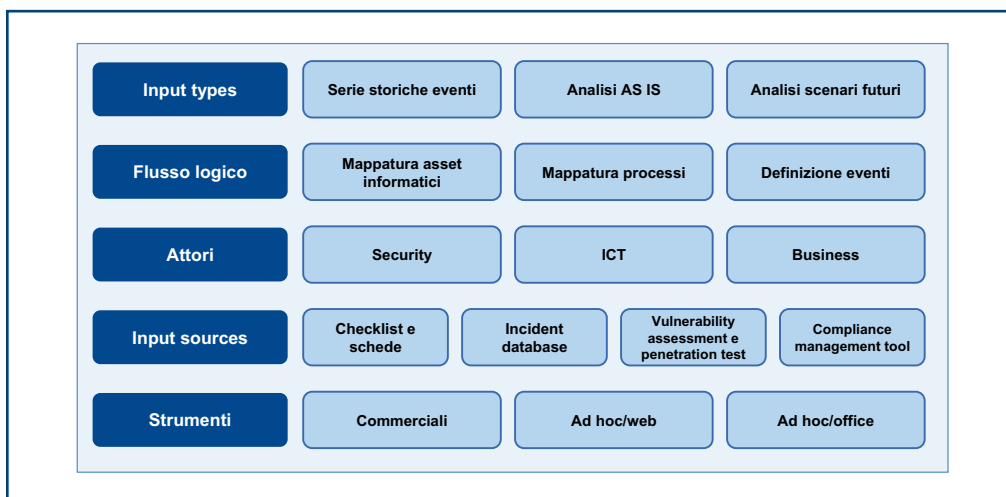 Input types
Serie storiche eventi
Analisi AS IS
Analisi scenari futuri
Flusso logico
Mappatura asset
informatici
Mappatura processi
Definizione eventi
Attori
Security
ICT
Business
Input sources
Checklist e
schede
Incident
database
Vulnerability
assessment e
penetration test
Compliance
management tool
Strumenti
Commerciali
Ad hoc/web
Ad hoc/office